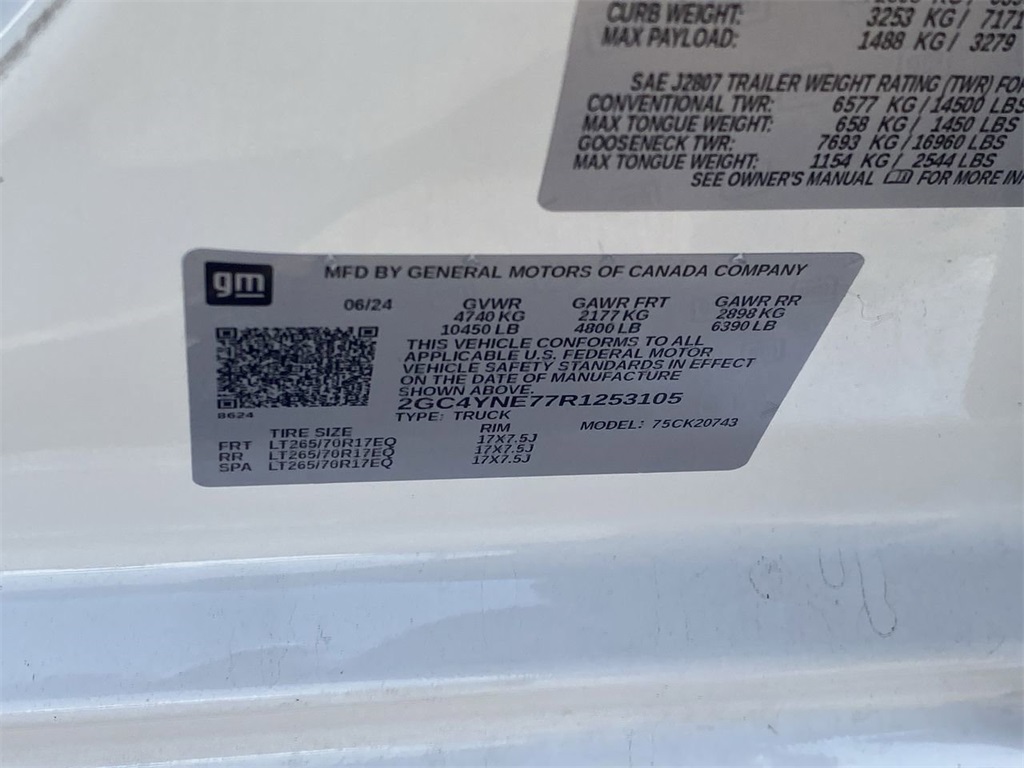 CURB WEIGHT: 3253 KG / 7171
MAX PAYLOAD: 1488 KG / 3279
SAE J2807 TRAILER WEIGHT RATING (TWR) FOR
CONVENTIONAL TWR: 6577 KG / 14500 LBS
MAX TONGUE WEIGHT: 658 KG / 1450 LBS
GOOSENECK TWR: 7693 KG / 16960 LBS
MAX TONGUE WEIGHT: 1154 KG / 2544 LBS
SEE OWNER'S MANUAL FOR MORE IN
gm
MFD BY GENERAL MOTORS OF CANADA COMPANY
06/24 GVWR GAWR FRT GAWR RR
4740 KG 2177 KG 2898 KG
10450 LB 4800 LB 6390 LB
THIS VEHICLE CONFORMS TO ALL
APPLICABLE U.S. FEDERAL MOTOR
VEHICLE SAFETY STANDARDS IN EFFECT
ON THE DATE OF MANUFACTURE
SHOWN ABOVE.
2GC4YNE77R1253105
8624
TYPE: TRUCK MODEL: 75CK20743
TIRE SIZE RIM
FRT LT265/70R17EQ 17X7.5J
RR LT265/70R17EQ 17X7.5J
SPA LT265/70R17EQ 17X7.5J